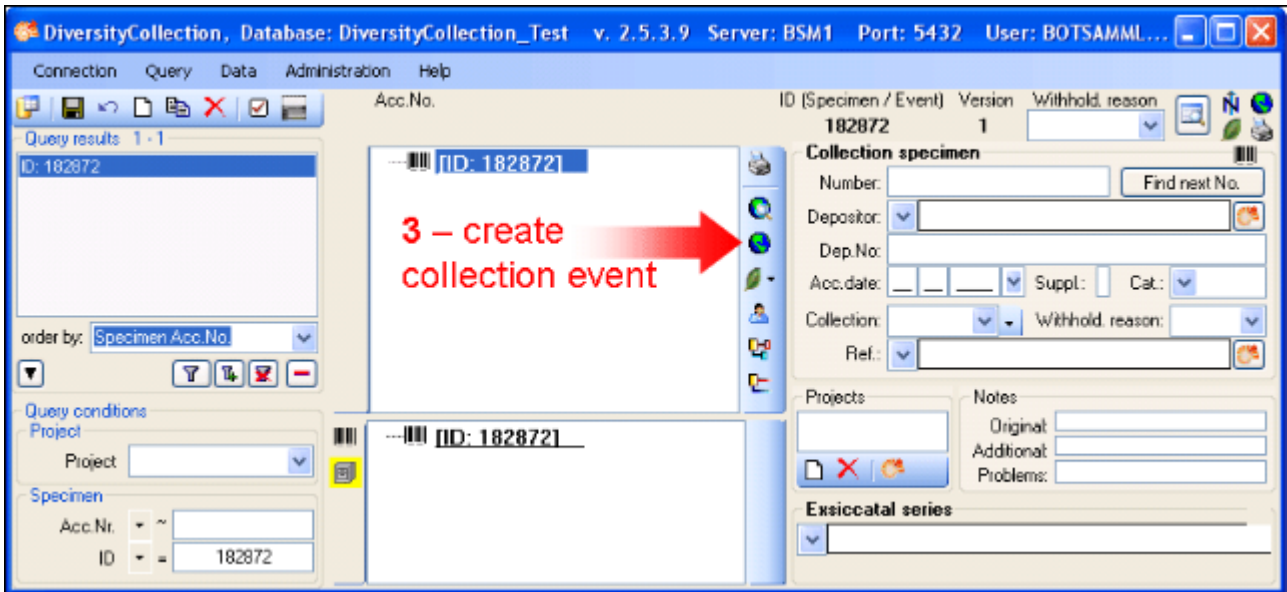 DiversityCollection, Database: DiversityCollection_Test v. 2.5.3.9 Server: BSM1 Port: 5432 User: BOTSAMML...
Connection Query Data Administration Help
Acc.No.
ID (Specimen / Event) Version Withhold. reason
182872 1
Query results 1 - 1
ID: 182872
order by: Specimen Acc.No.
Query conditions
Project
Project
Specimen
Acc.Nr. ~
ID = 182872
[ID: 182872]
3 – create
collection event
[ID: 182872]
Collection specimen
Number: Find next No.
Depositor:
Dep.No:
Acc.date: __ __ ____ Suppl.: Cat.:
Collection: Withhold. reason:
Ref.:
Projects
Notes
Original:
Additional:
Problems:
Exsiccatal series